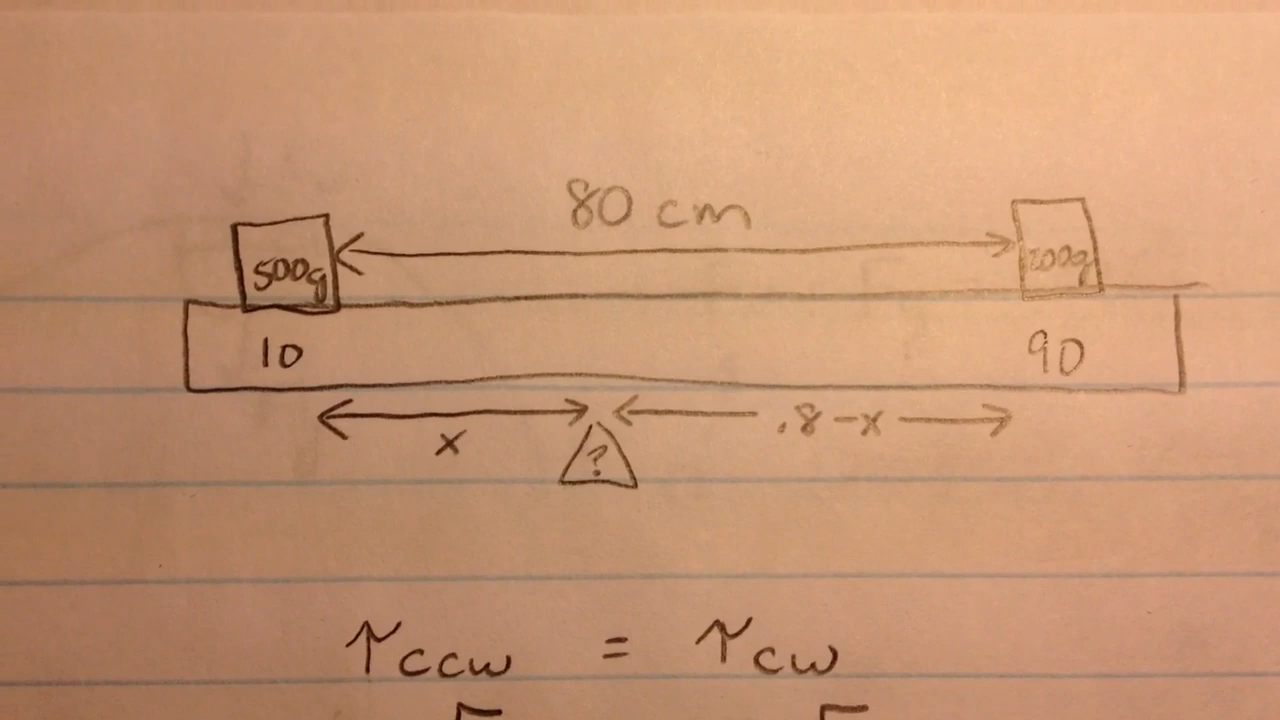 80 cm
500g
200g
10
90
x
.8-x
?
τccw = τcw